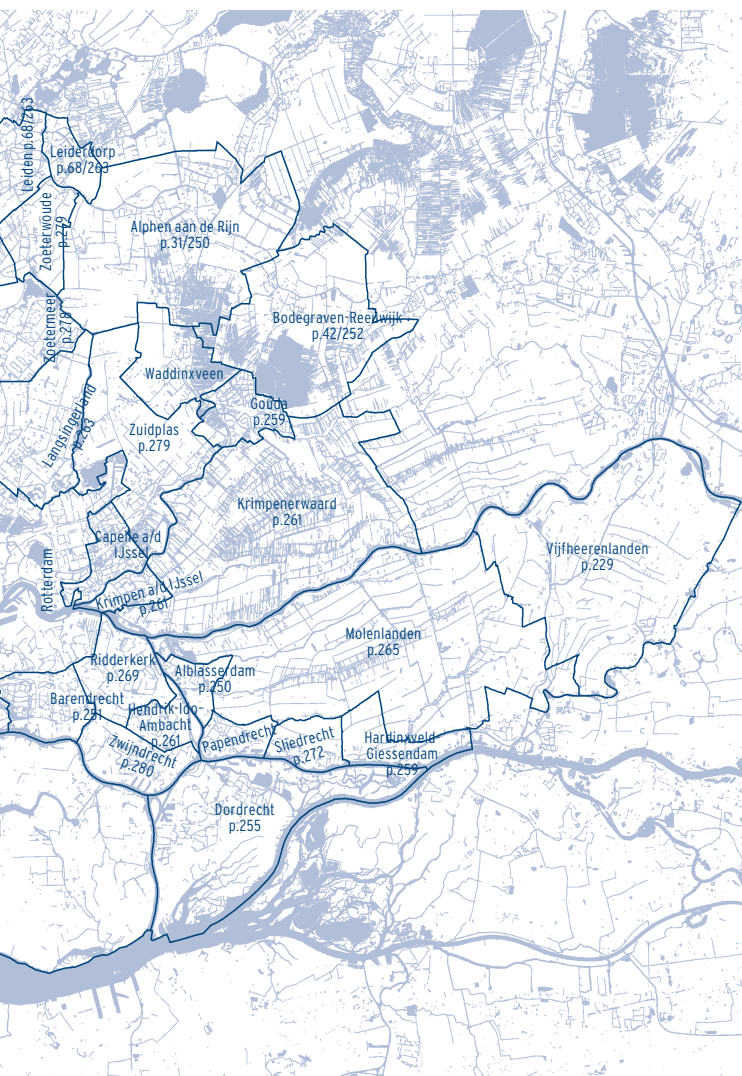 Leiden p.68/263
Leiderdorp
p.68/263
Zoeterwoude
p.279
Alphen aan de Rijn
p.31/250
Zoetermeer
p.278
Bodegraven-Reeuwijk
p.42/252
Waddinxveen
Lansingerland
p.263
Gouda
p.259
Zuidplas
p.279
Krimpenerwaard
p.261
Capelle a/d
IJssel
Vijfheerenlanden
p.229
Rotterdam
Krimpen a/d IJssel
p.261
Molenlanden
p.265
Ridderkerk
p.269
Alblasserdam
p.250
Barendrecht
p.251
Hendrik-Ido-
Ambacht
p.261
Zwijndrecht
p.280
Papendrecht
Sliedrecht
p.272
Hardinxveld-
Giessendam
p.259
Dordrecht
p.255